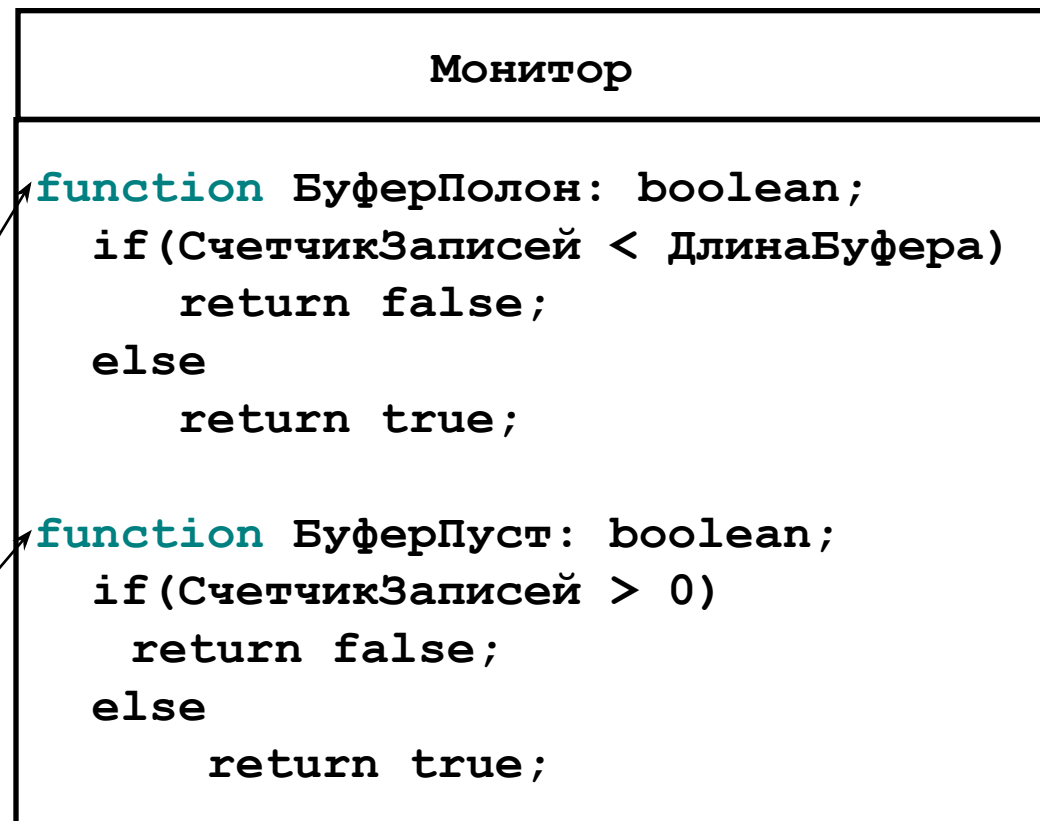 Монитор
function БуферПолон: boolean;
if(СчетчикЗаписей < ДлинаБуфера)
return false;
else
return true;
function БуферПуст: boolean;
if(СчетчикЗаписей > 0)
return false;
else
return true;